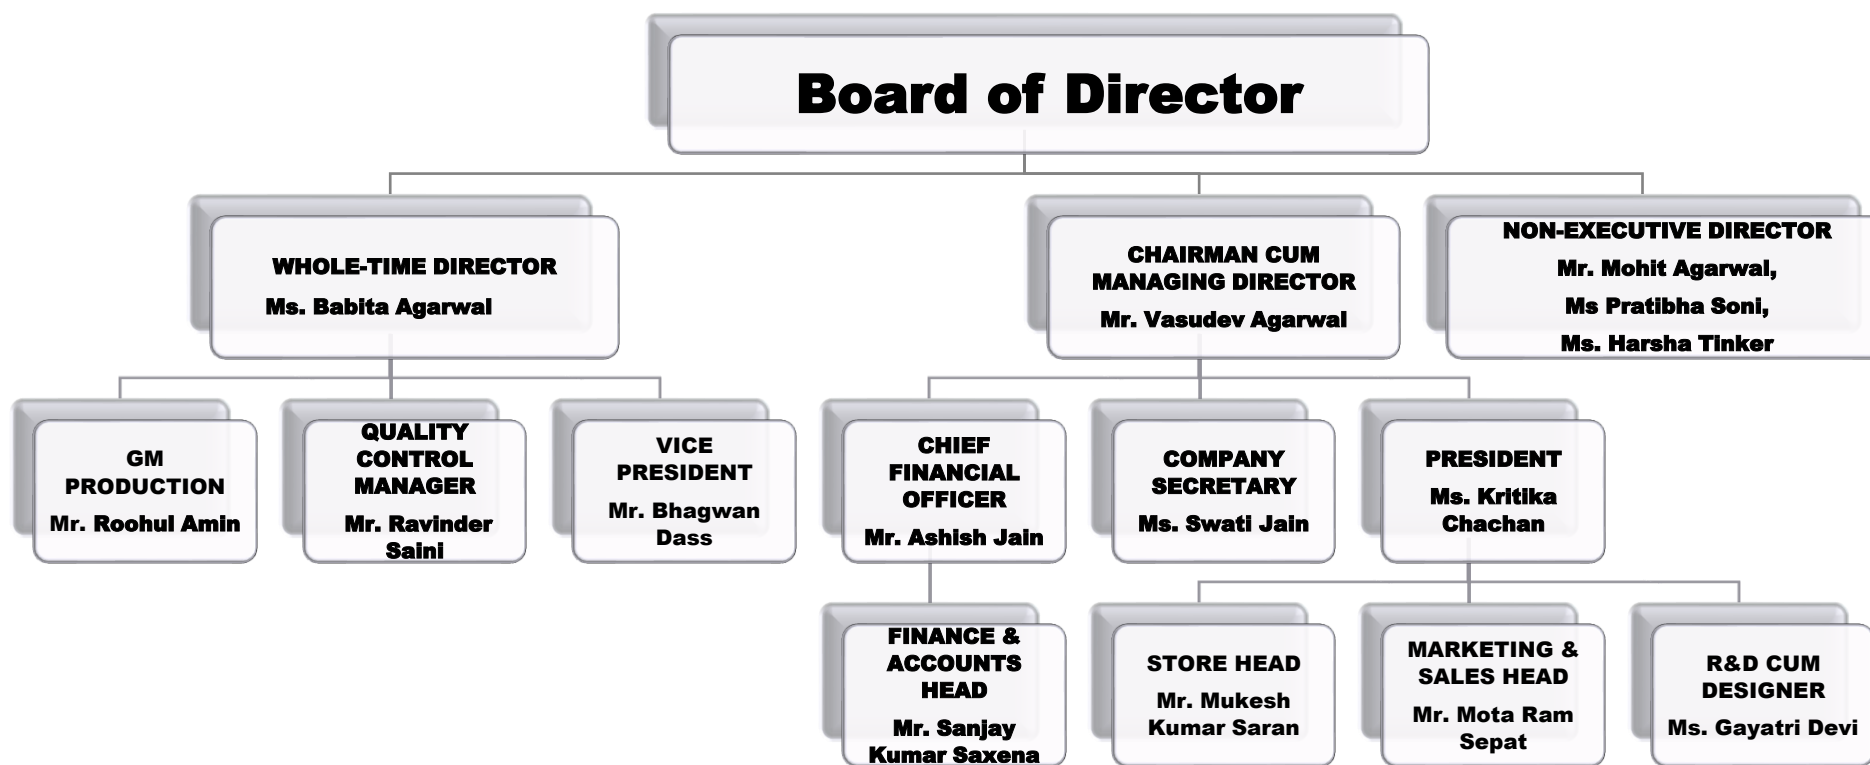 Board of Director
WHOLE-TIME DIRECTOR
Ms. Babita Agarwal
CHAIRMAN CUM
MANAGING DIRECTOR
Mr. Vasudev Agarwal
NON-EXECUTIVE DIRECTOR
Mr. Mohit Agarwal,
Ms Pratibha Soni,
Ms. Harsha Tinker
GM
PRODUCTION
Mr. Roohul Amin
QUALITY
CONTROL
MANAGER
Mr. Ravinder
Saini
VICE
PRESIDENT
Mr. Bhagwan
Dass
CHIEF
FINANCIAL
OFFICER
Mr. Ashish Jain
COMPANY
SECRETARY
Ms. Swati Jain
PRESIDENT
Ms. Kritika
Chachan
FINANCE &
ACCOUNTS
HEAD
Mr. Sanjay
Kumar Saxena
STORE HEAD
Mr. Mukesh
Kumar Saran
MARKETING &
SALES HEAD
Mr. Mota Ram
Sepat
R&D CUM
DESIGNER
Ms. Gayatri Devi